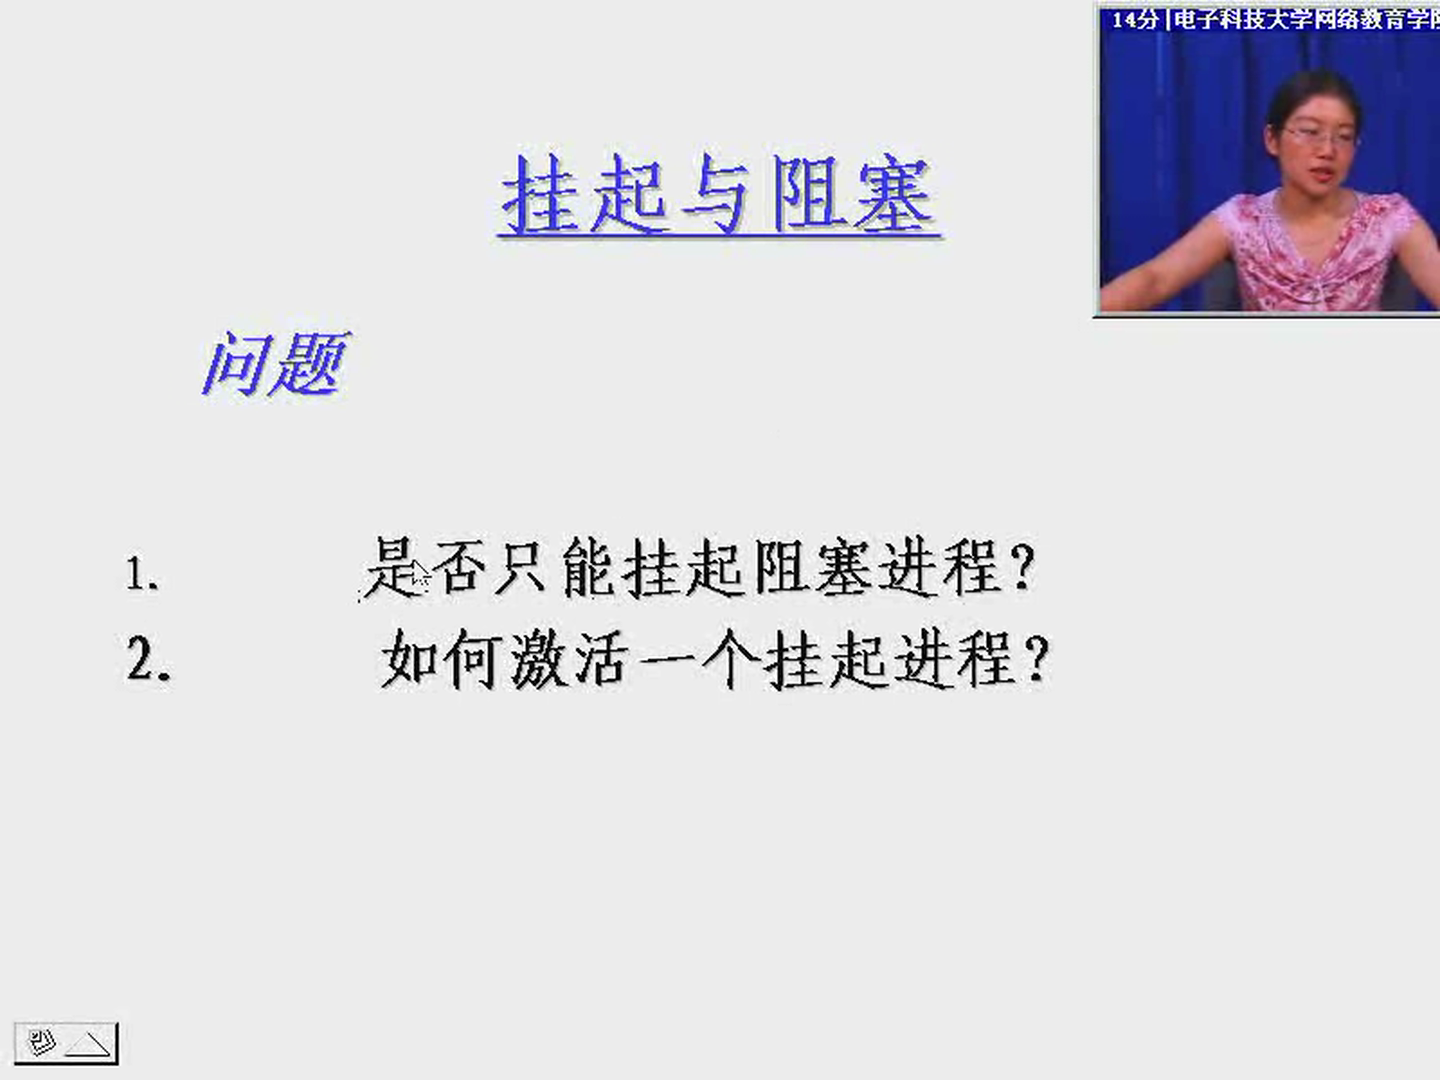 14分|电子科技大学网络教育学院
挂起与阻塞
问题
1. 是否只能挂起阻塞进程?
2. 如何激活一个挂起进程?